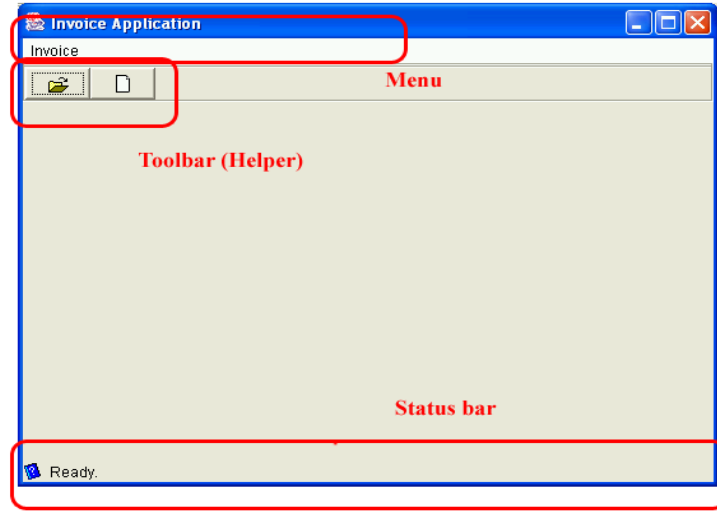 Invoice Application
Invoice
Menu
Toolbar (Helper)
Status bar
Ready.